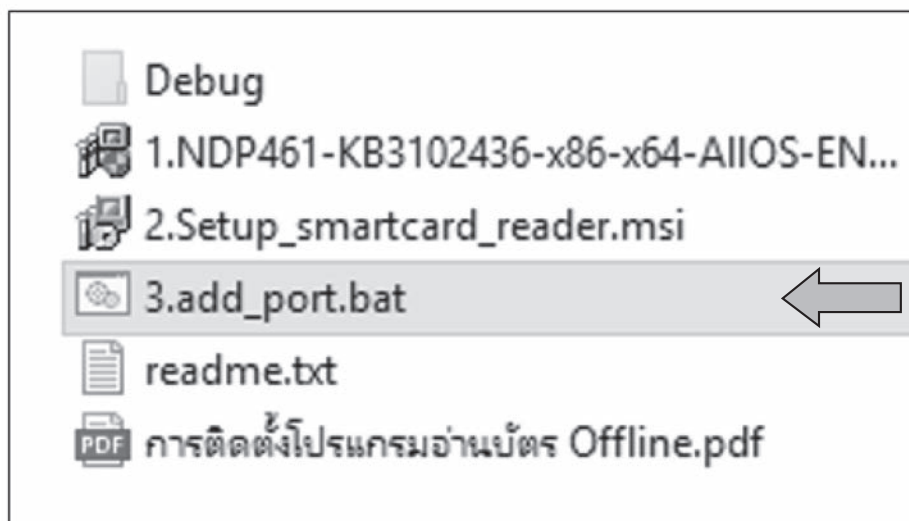 Debug
1.NDP461-KB3102436-x86-x64-AllOS-EN...
2.Setup_smartcard_reader.msi
3.add_port.bat
readme.txt
PDF การติดตั้งโปรแกรมอ่านบัตร Offline.pdf